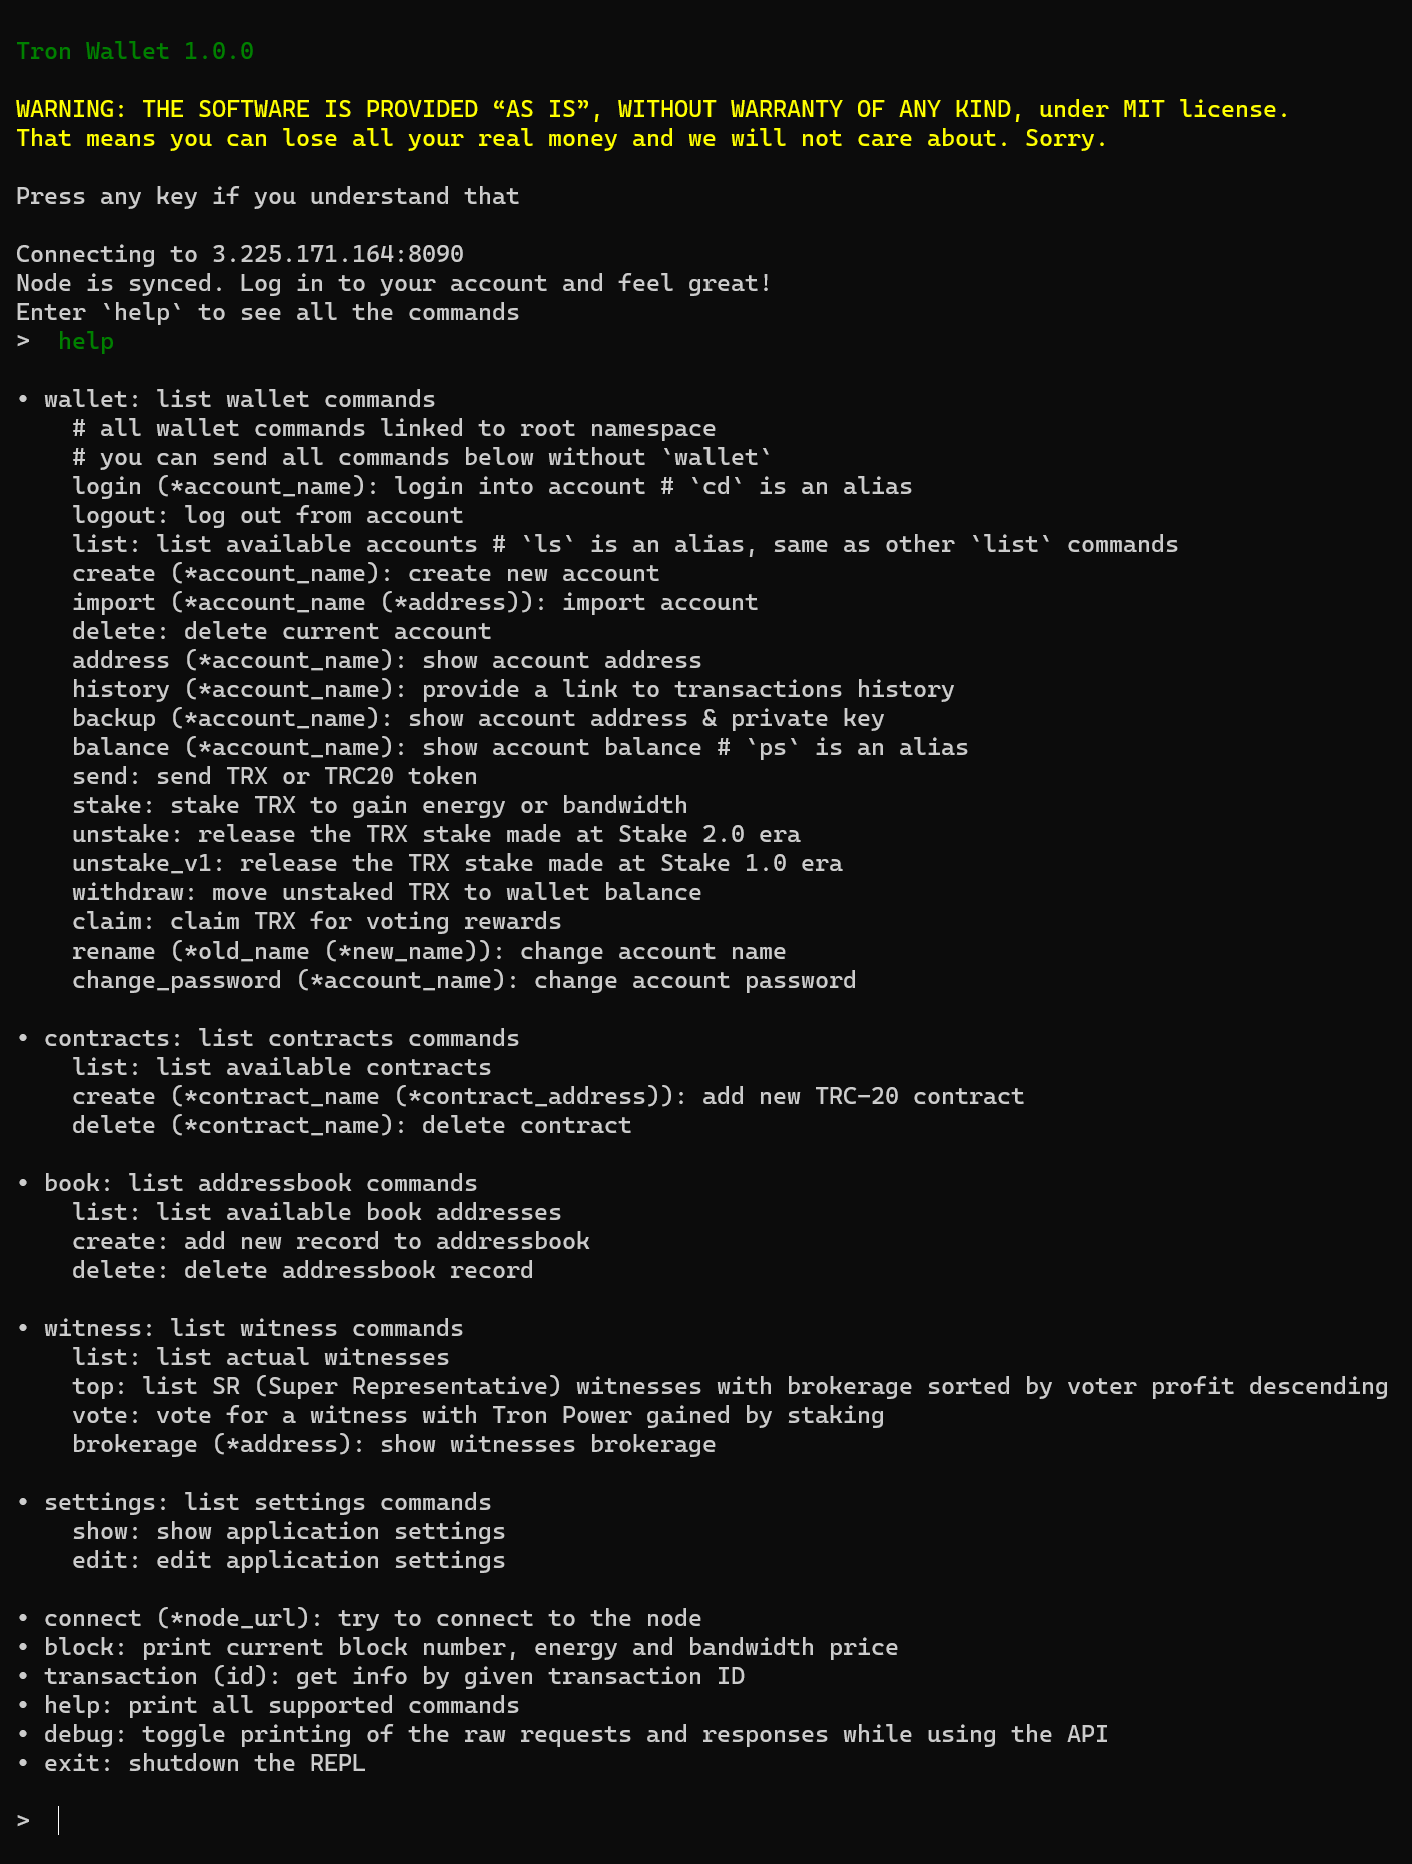 Tron Wallet 1.0.0
WARNING: THE SOFTWARE IS PROVIDED “AS IS”, WITHOUT WARRANTY OF ANY KIND, under MIT license.
That means you can lose all your real money and we will not care about. Sorry.
Press any key if you understand that
Connecting to 3.225.171.164:8090
Node is synced. Log in to your account and feel great!
Enter `help` to see all the commands
> help
• wallet: list wallet commands
# all wallet commands linked to root namespace
# you can send all commands below without `wallet`
login (*account_name): login into account # `cd` is an alias
logout: log out from account
list: list available accounts # `ls` is an alias, same as other `list` commands
create (*account_name): create new account
import (*account_name (*address)): import account
delete: delete current account
address (*account_name): show account address
history (*account_name): provide a link to transactions history
backup (*account_name): show account address & private key
balance (*account_name): show account balance # `ps` is an alias
send: send TRX or TRC20 token
stake: stake TRX to gain energy or bandwidth
unstake: release the TRX stake made at Stake 2.0 era
unstake_v1: release the TRX stake made at Stake 1.0 era
withdraw: move unstaked TRX to wallet balance
claim: claim TRX for voting rewards
rename (*old_name (*new_name)): change account name
change_password (*account_name): change account password
• contracts: list contracts commands
list: list available contracts
create (*contract_name (*contract_address)): add new TRC-20 contract
delete (*contract_name): delete contract
• book: list addressbook commands
list: list available book addresses
create: add new record to addressbook
delete: delete addressbook record
• witness: list witness commands
list: list actual witnesses
top: list SR (Super Representative) witnesses with brokerage sorted by voter profit descending
vote: vote for a witness with Tron Power gained by staking
brokerage (*address): show witnesses brokerage
• settings: list settings commands
show: show application settings
edit: edit application settings
• connect (*node_url): try to connect to the node
• block: print current block number, energy and bandwidth price
• transaction (id): get info by given transaction ID
• help: print all supported commands
• debug: toggle printing of the raw requests and responses while using the API
• exit: shutdown the REPL
>